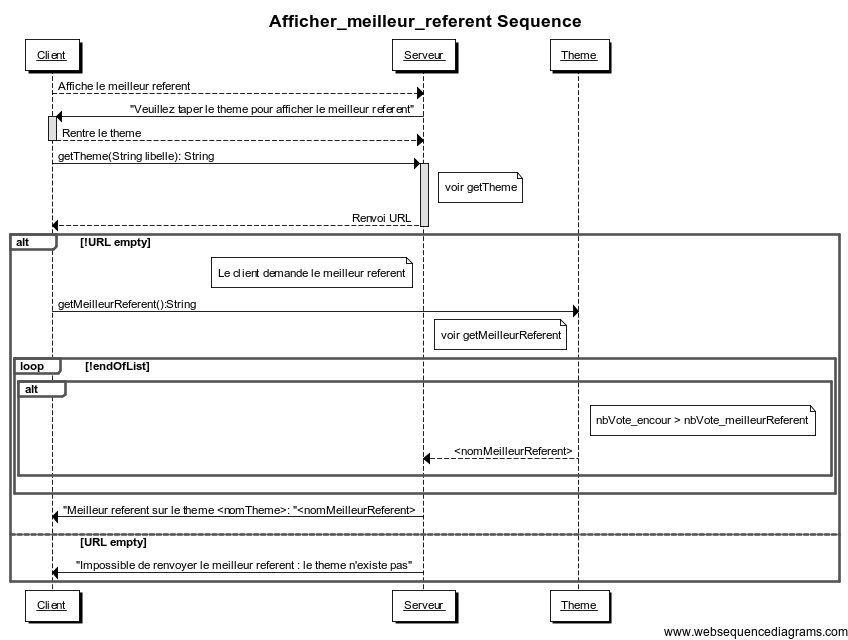 Afficher_meilleur_referent Sequence
Client
Serveur
Theme
Affiche le meilleur referent
"Veuillez taper le theme pour afficher le meilleur referent"
Rentre le theme
getTheme(String libelle): String
voir getTheme
Renvoi URL
alt
[!URL empty]
Le client demande le meilleur referent
getMeilleurReferent():String
voir getMeilleurReferent
loop
[!endOfList]
alt
nbVote_encour > nbVote_meilleurReferent
<nomMeilleurReferent>
"Meilleur referent sur le theme <nomTheme>: "<nomMeilleurReferent>
[URL empty]
"Impossible de renvoyer le meilleur referent : le theme n'existe pas"
Client
Serveur
Theme
www.websequencediagrams.com